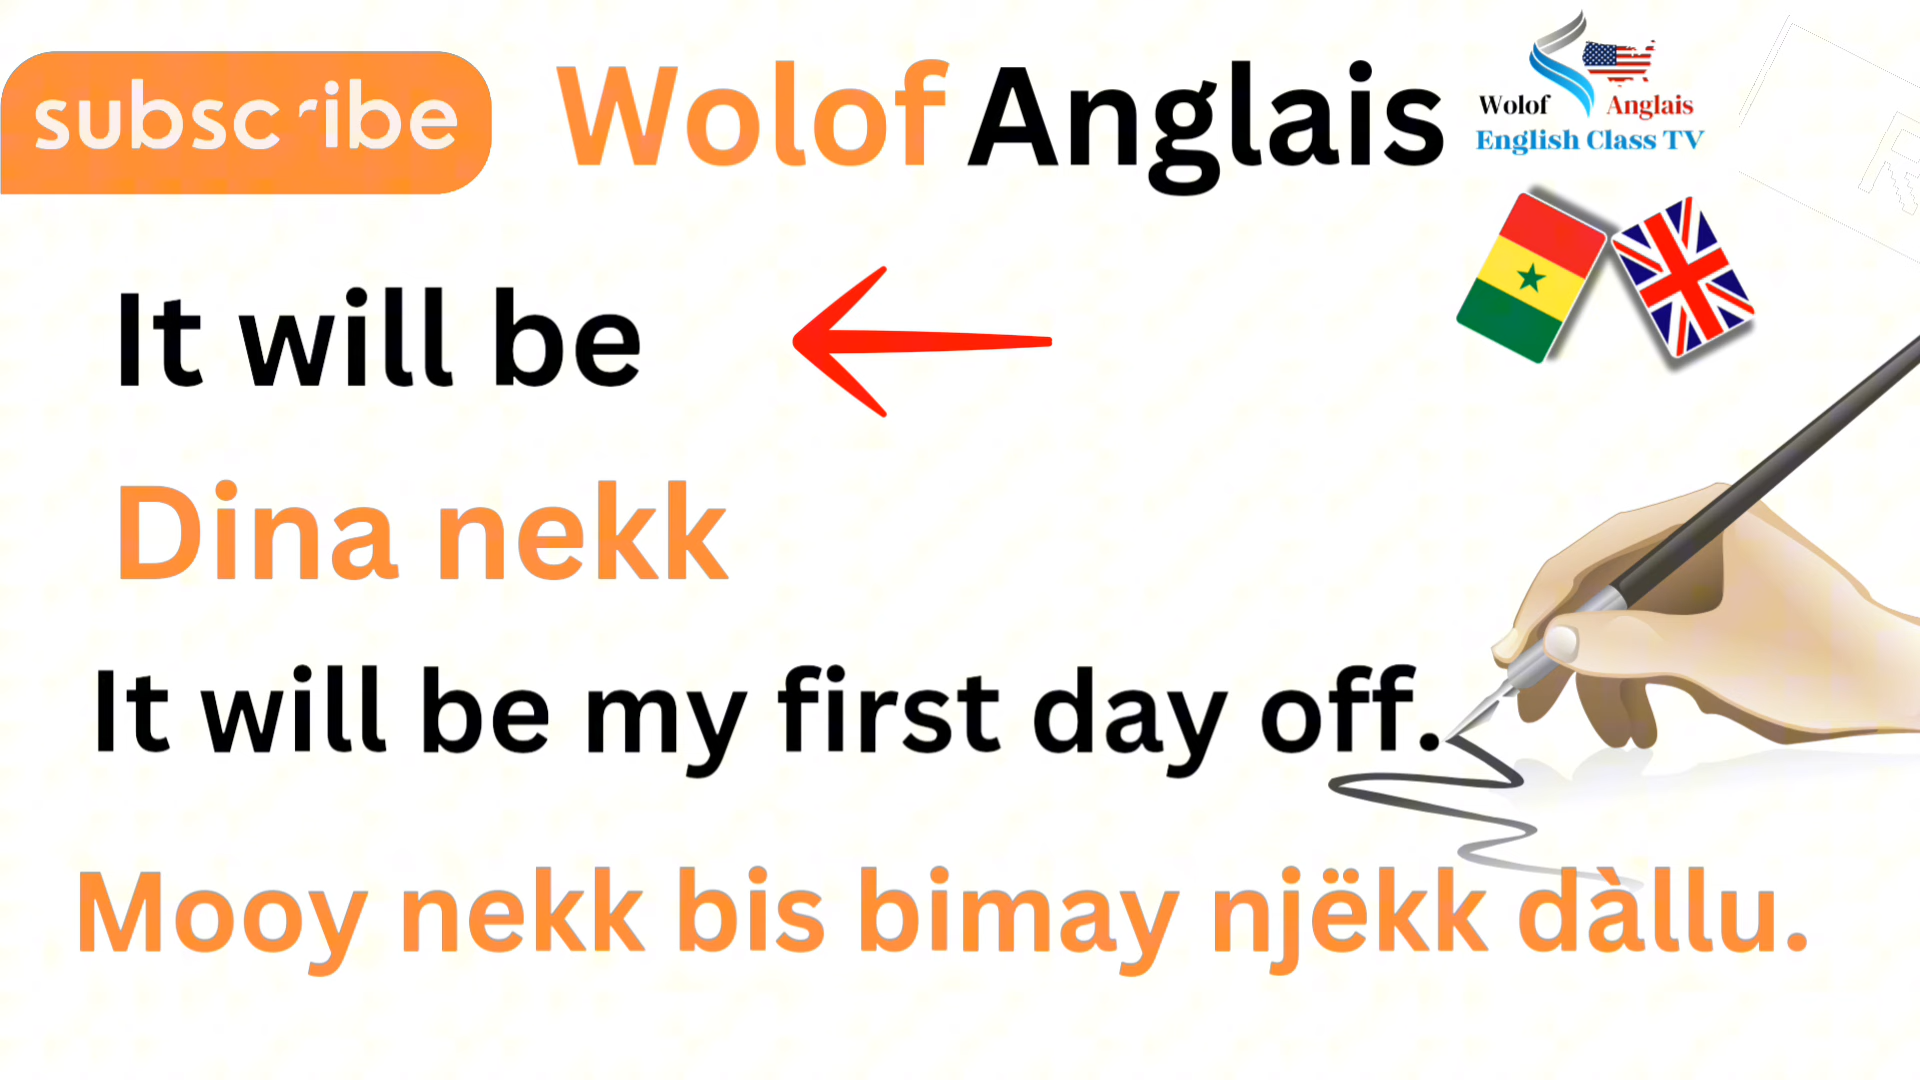 subscribe
Wolof Anglais
Wolof Anglais
English Class TV
It will be
Dina nekk
It will be my first day off.
Mooy nekk bis bimay njëkk dàllu.